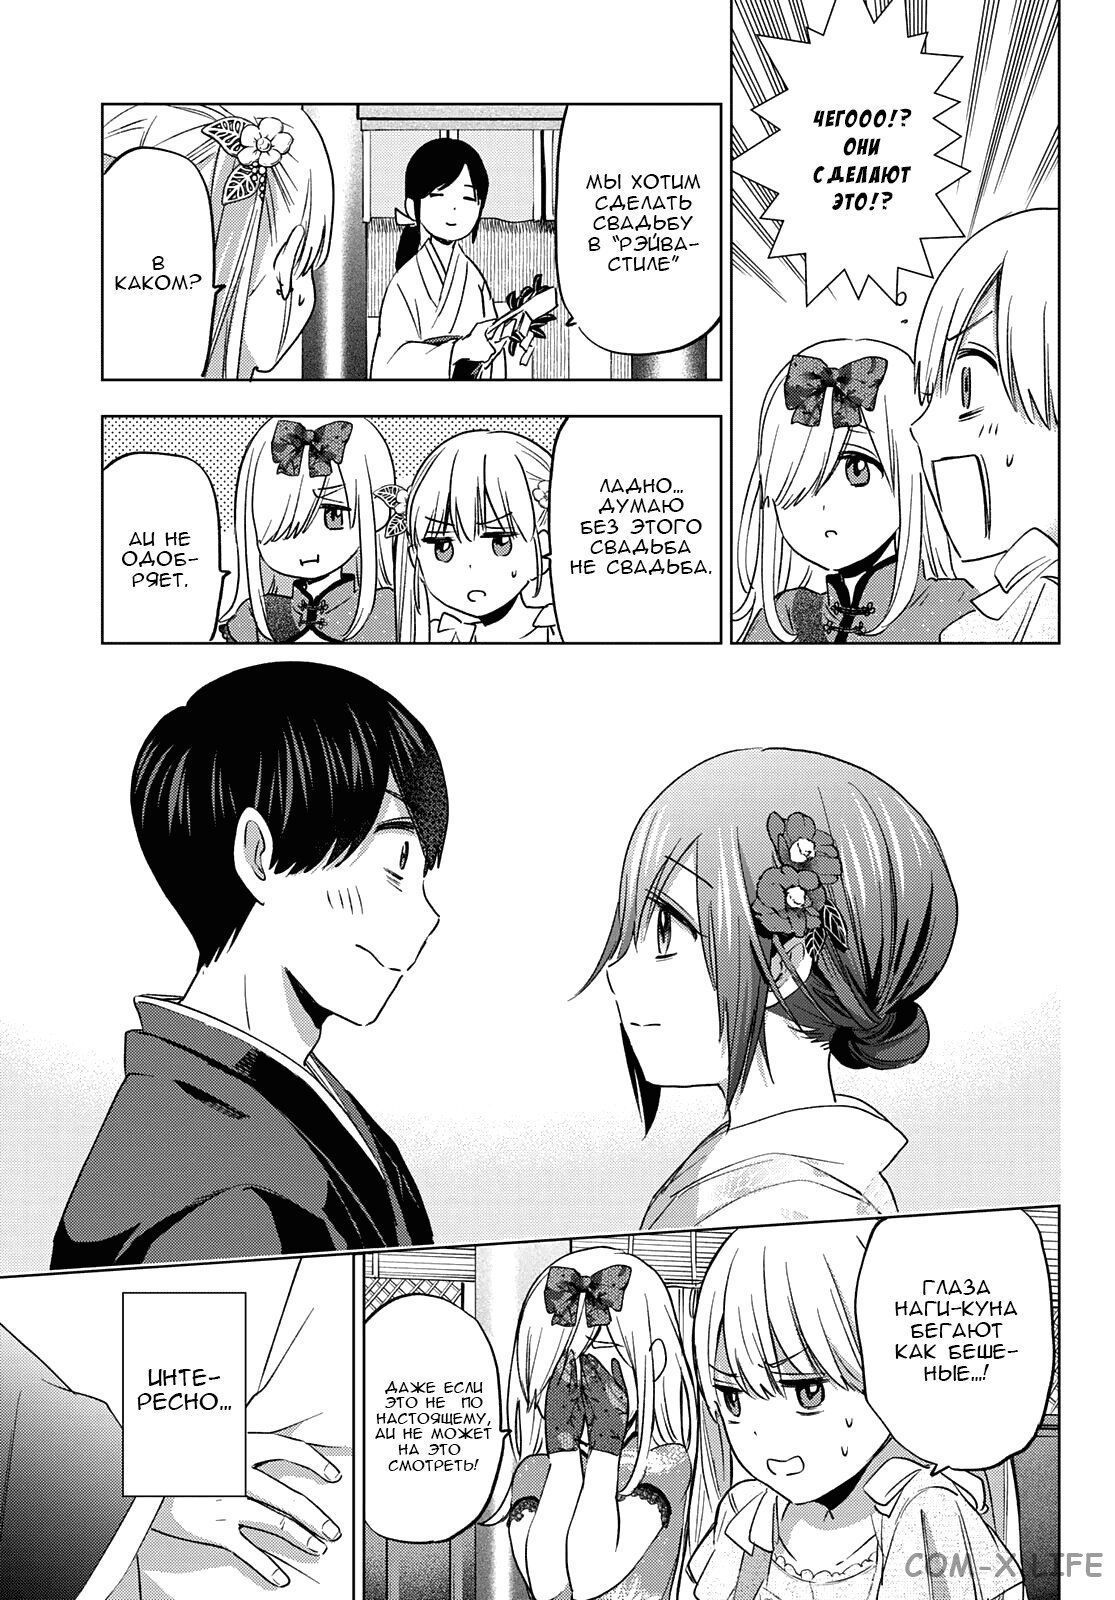 ЧЕГООО!?
ОНИ
СДЕЛАЮТ
ЭТО!?
МЫ ХОТИМ
СДЕЛАТЬ
СВАДЬБУ
В "РЭЙВА-
СТИЛЕ"
В
КАКОМ?
ЛАДНО...
ДУМАЮ
БЕЗ ЭТОГО
СВАДЬБА
НЕ СВАДЬБА.
АИ НЕ
ОДОБ-
РЯЕТ.
ГЛАЗА
НАГИ-КУНА
БЕГАЮТ
КАК БЕШЕ-
НЫЕ...!
ДАЖЕ ЕСЛИ
ЭТО НЕ ПО
НАСТОЯЩЕМУ,
АИ НЕ МОЖЕТ
НА ЭТО
СМОТРЕТЬ!
ИНТЕ-
РЕСНО...
COM-X.LIFE